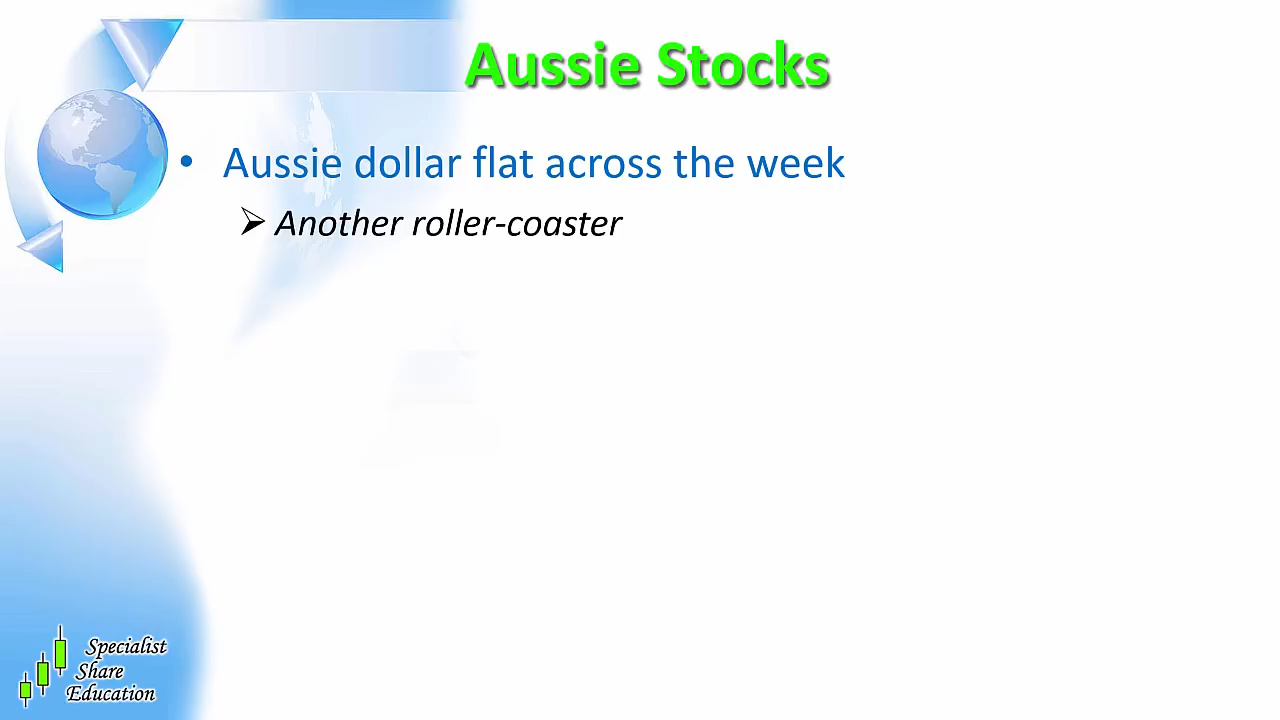 Aussie Stocks
• Aussie dollar flat across the week
➢ Another roller-coaster
Specialist
Share
Education